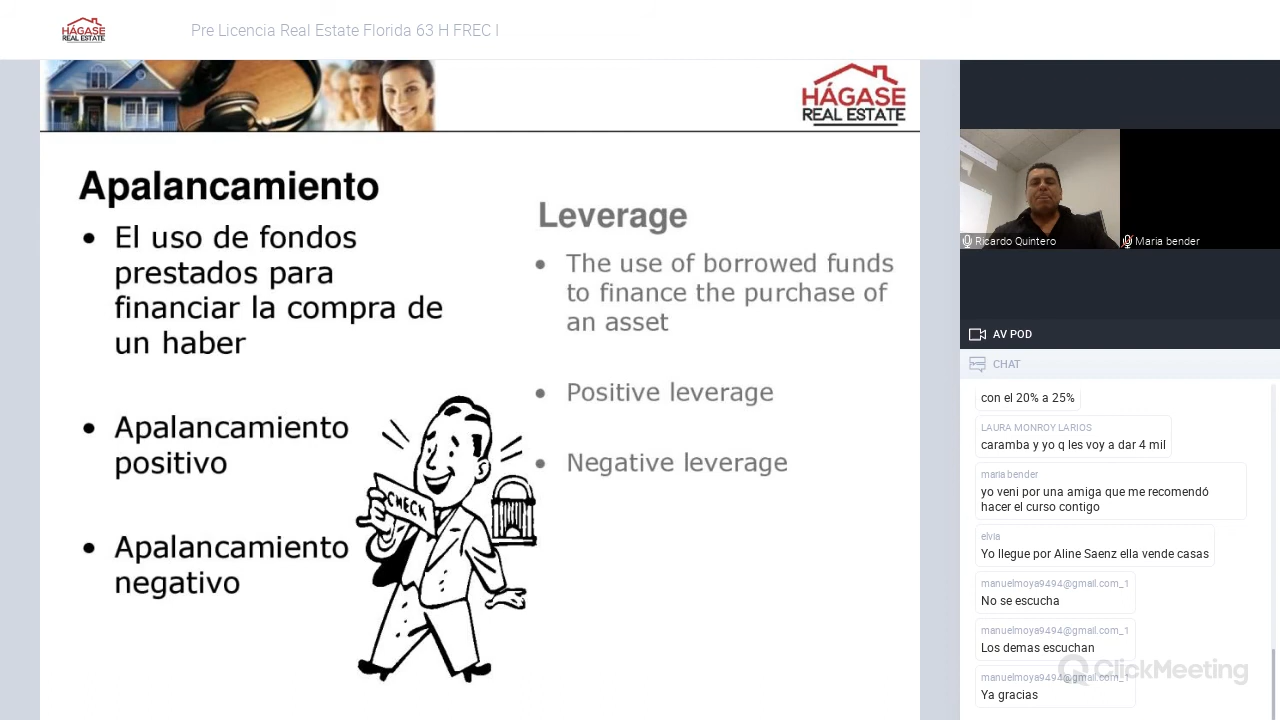 HÁGASE
REAL ESTATE
Pre Licencia Real Estate Florida 63 H FREC I
HÁGASE
REAL ESTATE
Apalancamiento
• El uso de fondos
prestados para
financiar la compra de
un haber
• Apalancamiento
positivo
• Apalancamiento
negativo
CHECK
Leverage
• The use of borrowed funds
to finance the purchase of
an asset
• Positive leverage
• Negative leverage
Ricardo Quintero
Maria bender
AV POD
CHAT
con el 20% a 25%
LAURA MONROY LARIOS
caramba y yo q les voy a dar 4 mil
maria bender
yo veni por una amiga que me recomendó
hacer el curso contigo
elvia
Yo llegue por Aline Saenz ella vende casas
manuelmoya9494@gmail.com_1
No se escucha
manuelmoya9494@gmail.com_1
Los demas escuchan
manuelmoya9494@gmail.com_1
Ya gracias
ClickMeeting